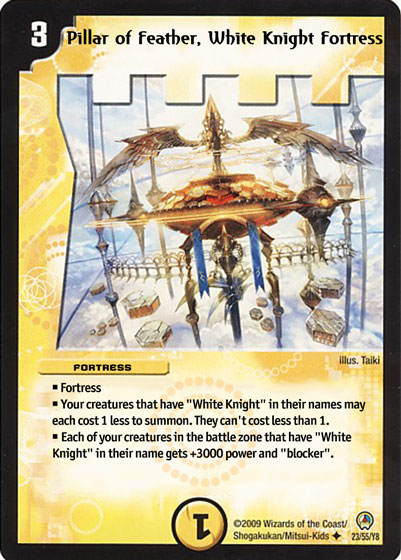 3
Pillar of Feather, White Knight Fortress
illus. Taiki
FORTRESS
▪ Fortress
▪ Your creatures that have "White Knight" in their names may
each cost 1 less to summon. They can't cost less than 1.
▪ Each of your creatures in the battle zone that have "White
Knight" in their name gets +3000 power and "blocker".
1
©2009 Wizards of the Coast/
Shogakukan/Mitsui-Kids ✦ 23/55/Y8